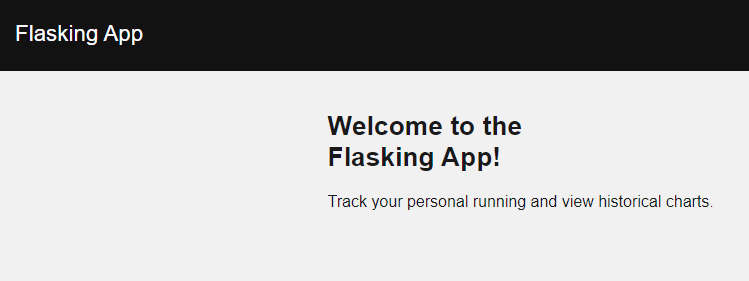 Flasking App
Welcome to the
Flasking App!
Track your personal running and view historical charts.